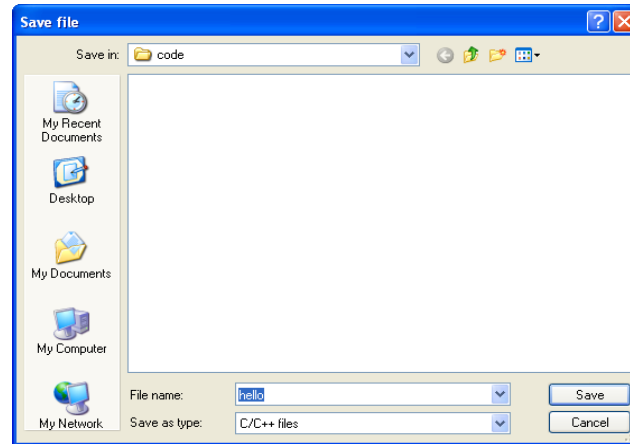 Save file
Save in:
code
My Recent
Documents
Desktop
My Documents
My Computer
My Network
File name:
hello
Save
Save as type:
C/C++ files
Cancel